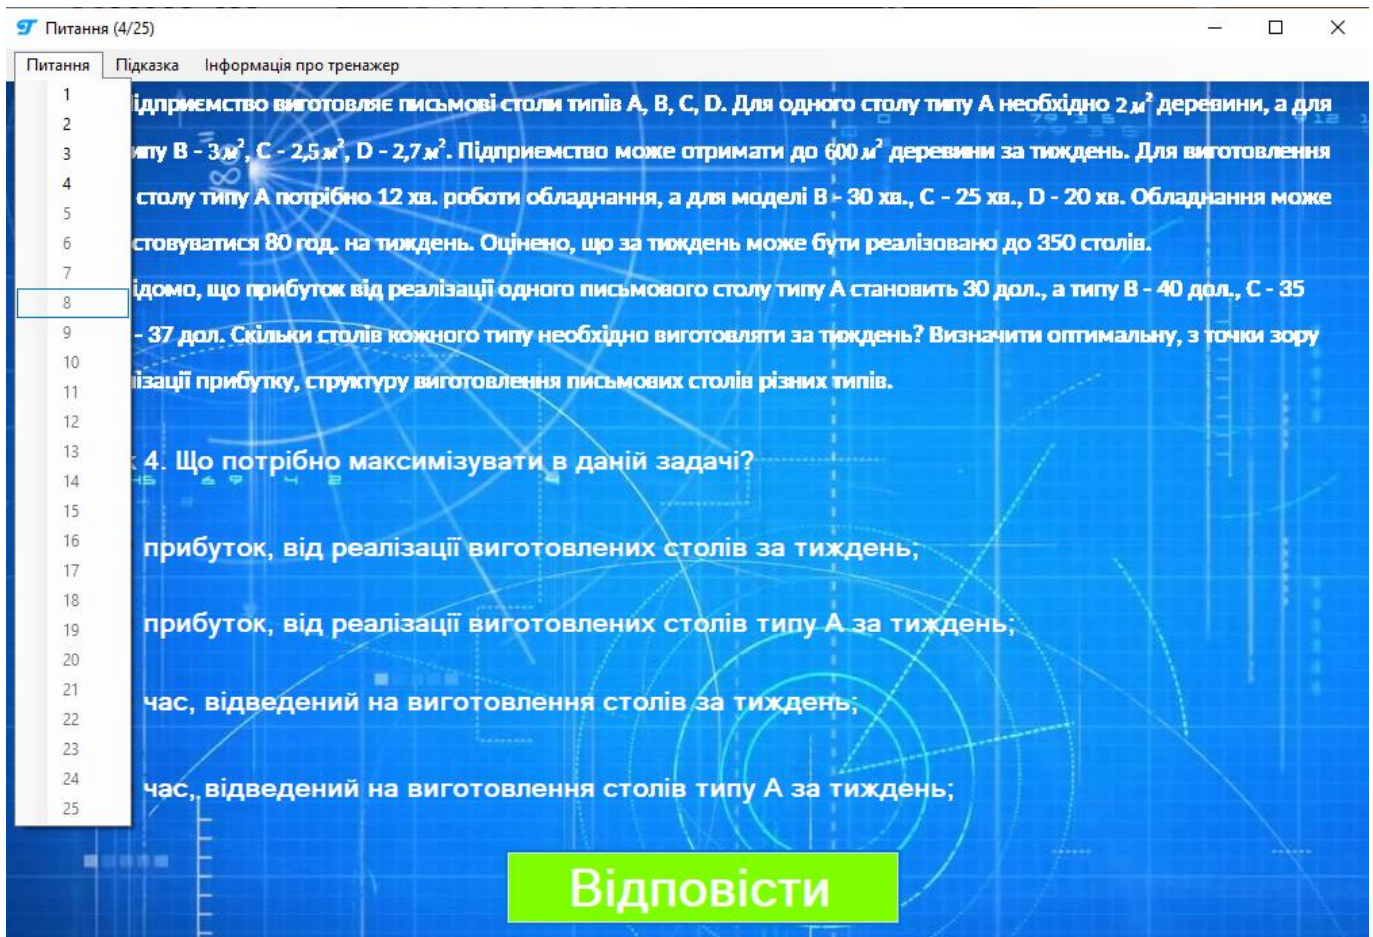 Питання (4/25)
Питання Підказка Інформація про тренажер
1
2
3
4
5
6
7
8
9
10
11
12
13
14
15
16
17
18
19
20
21
22
23
24
25
ідприємство виготовляє письмові столи типів A, B, C, D. Для одного столу типу A необхідно 2 м² деревини, а для
ипу B - 3 м², C - 2,5 м², D - 2,7 м². Підприємство може отримати до 600 м² деревини за тиждень. Для виготовлення
столу типу A потрібно 12 хв. роботи обладнання, а для моделі B - 30 хв., C - 25 хв., D - 20 хв. Обладнання може
стовуватися 80 год. на тиждень. Оцінено, що за тиждень може бути реалізовано до 350 столів.
ідомо, що прибуток від реалізації одного письмового столу типу A становить 30 дол., а типу B - 40 дол., C - 35
- 37 дол. Скільки столів кожного типу необхідно виготовляти за тиждень? Визначити оптимальну, з точки зору
ізації прибутку, структуру виготовлення письмових столів різних типів.
4. Що потрібно максимізувати в даній задачі?
прибуток, від реалізації виготовлених столів за тиждень;
прибуток, від реалізації виготовлених столів типу A за тиждень;
час, відведений на виготовлення столів за тиждень;
час, відведений на виготовлення столів типу A за тиждень;
Відповісти